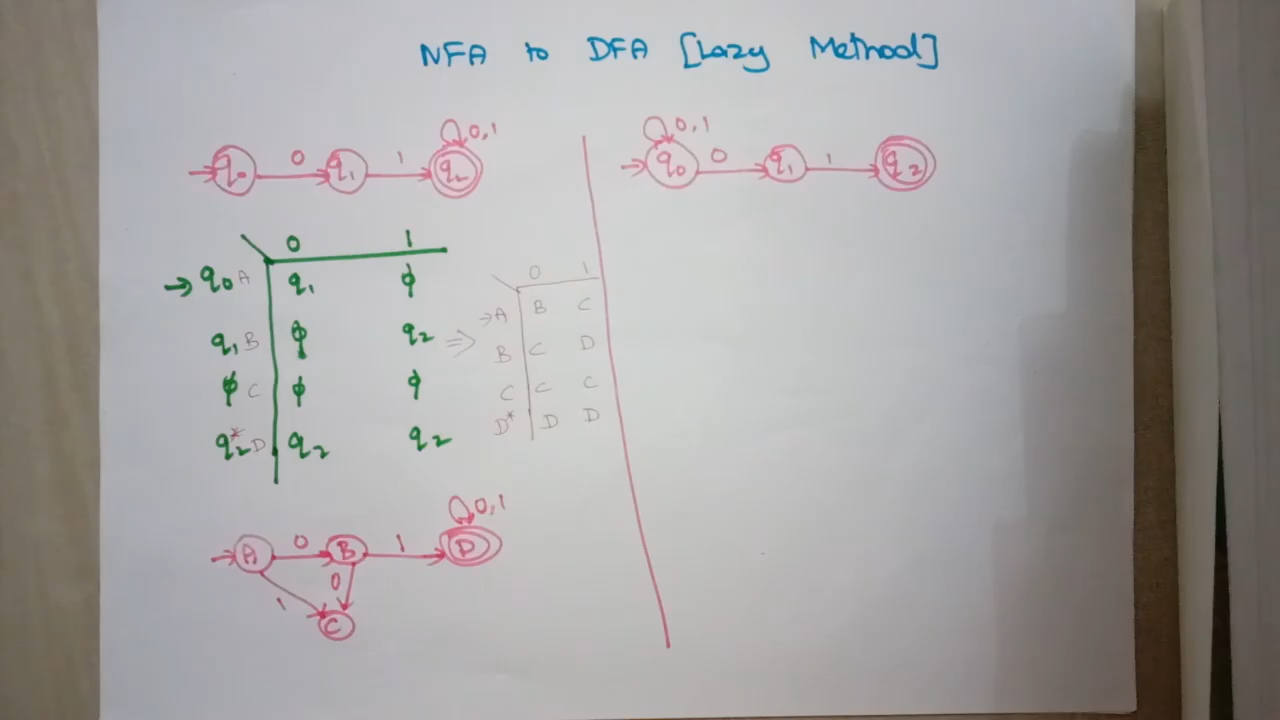 NFA to DFA [Lazy Method]
0,1
q0 0 q1 1 q2
0 1
→ q0 A q1 ϕ
q1 B ϕ q2
ϕ C ϕ ϕ
q2* D q2 q2
⇒
0 1
→A B C
B C D
C C C
D* D D
0,1
A 0 B 1 D
1 0
C
0,1
q0 0 q1 1 q2